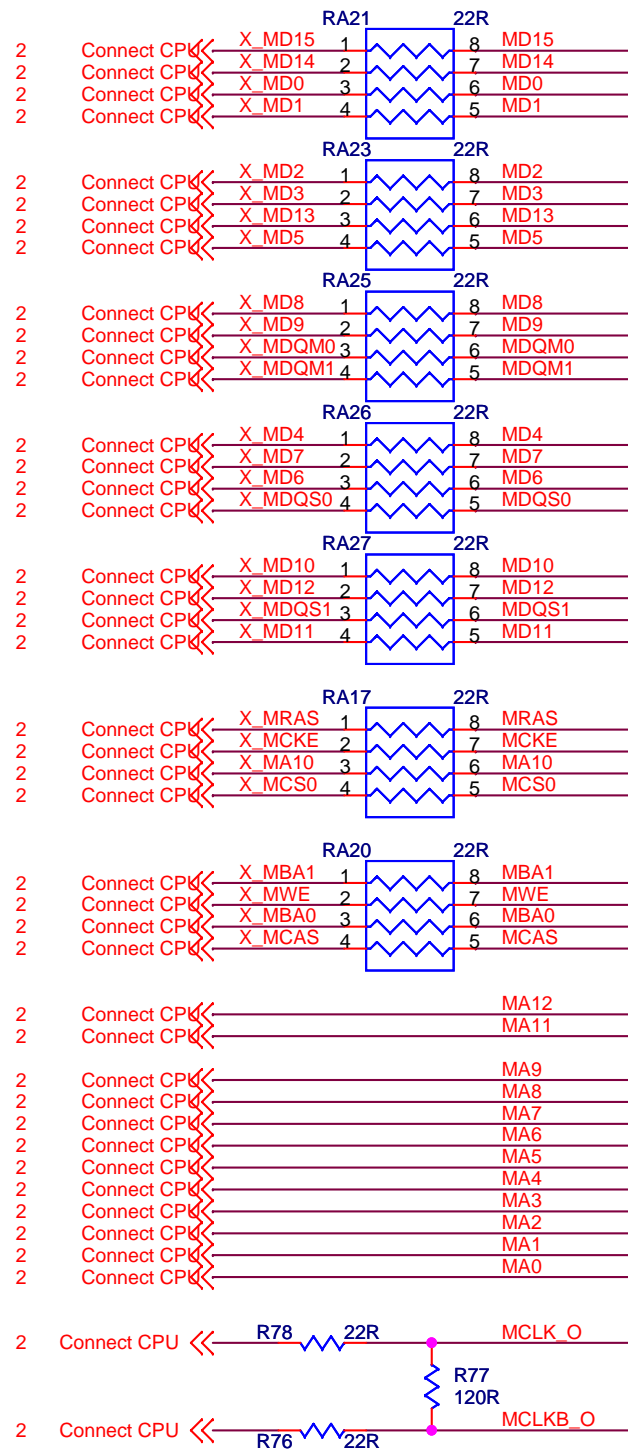 RA21 22R
2 Connect CPU X_MD15 1 8 MD15
2 Connect CPU X_MD14 2 7 MD14
2 Connect CPU X_MD0 3 6 MD0
2 Connect CPU X_MD1 4 5 MD1
RA23 22R
2 Connect CPU X_MD2 1 8 MD2
2 Connect CPU X_MD3 2 7 MD3
2 Connect CPU X_MD13 3 6 MD13
2 Connect CPU X_MD5 4 5 MD5
RA25 22R
2 Connect CPU X_MD8 1 8 MD8
2 Connect CPU X_MD9 2 7 MD9
2 Connect CPU X_MDQM0 3 6 MDQM0
2 Connect CPU X_MDQM1 4 5 MDQM1
RA26 22R
2 Connect CPU X_MD4 1 8 MD4
2 Connect CPU X_MD7 2 7 MD7
2 Connect CPU X_MD6 3 6 MD6
2 Connect CPU X_MDQS0 4 5 MDQS0
RA27 22R
2 Connect CPU X_MD10 1 8 MD10
2 Connect CPU X_MD12 2 7 MD12
2 Connect CPU X_MDQS1 3 6 MDQS1
2 Connect CPU X_MD11 4 5 MD11
RA17 22R
2 Connect CPU X_MRAS 1 8 MRAS
2 Connect CPU X_MCKE 2 7 MCKE
2 Connect CPU X_MA10 3 6 MA10
2 Connect CPU X_MCS0 4 5 MCS0
RA20 22R
2 Connect CPU X_MBA1 1 8 MBA1
2 Connect CPU X_MWE 2 7 MWE
2 Connect CPU X_MBA0 3 6 MBA0
2 Connect CPU X_MCAS 4 5 MCAS
2 Connect CPU MA12
2 Connect CPU MA11
2 Connect CPU MA9
2 Connect CPU MA8
2 Connect CPU MA7
2 Connect CPU MA6
2 Connect CPU MA5
2 Connect CPU MA4
2 Connect CPU MA3
2 Connect CPU MA2
2 Connect CPU MA1
2 Connect CPU MA0
2 Connect CPU R78 22R MCLK_O
R77
120R
2 Connect CPU R76 22R MCLKB_O